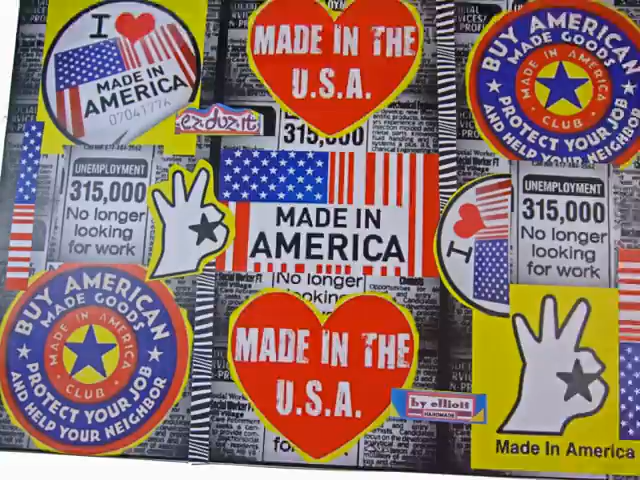 I
MADE IN
AMERICA
07041776
MADE IN THE
U.S.A.
BUY AMERICAN
MADE GOODS
MADE IN AMERICA
CLUB
PROTECT YOUR JOB
AND HELP YOUR NEIGHBOR
ezduzit
315,000
UNEMPLOYMENT
315,000
No longer
looking
for work
MADE IN
AMERICA
I
UNEMPLOYMENT
315,000
No longer
looking
for work
No longer
BUY AMERICAN
MADE GOODS
MADE IN AMERICA
CLUB
PROTECT YOUR JOB
AND HELP YOUR NEIGHBOR
MADE IN THE
U.S.A.
by elliott
HANDMADE
Made In America